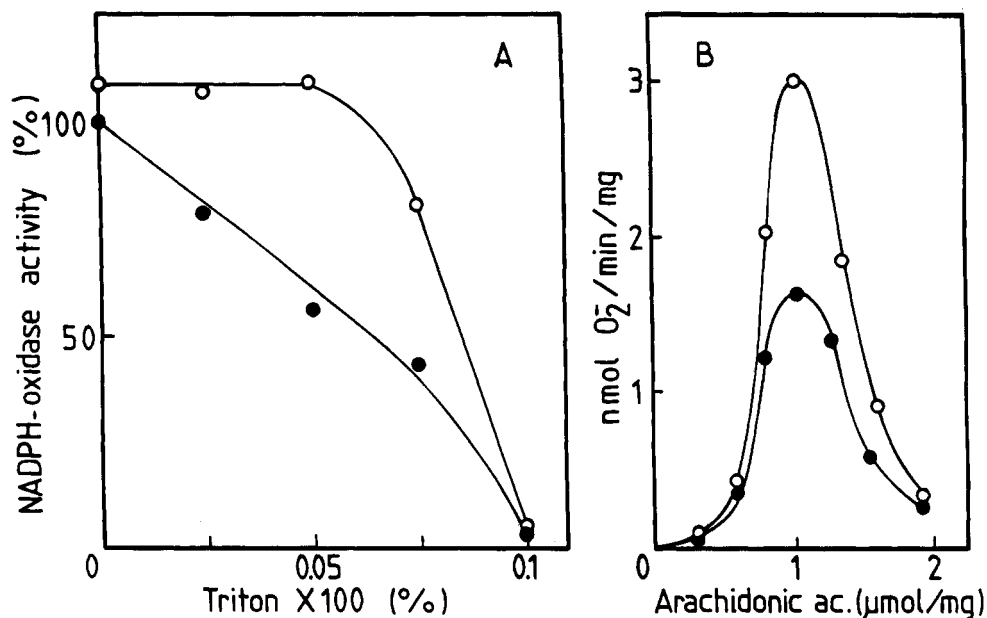 A
NADPH-oxidase activity (%)
100
50
0
0.05
0.1
Triton X100 (%)
B
nmol O₂⁻/min/mg
3
2
1
0
1
2
Arachidonic ac.(μmol/mg)